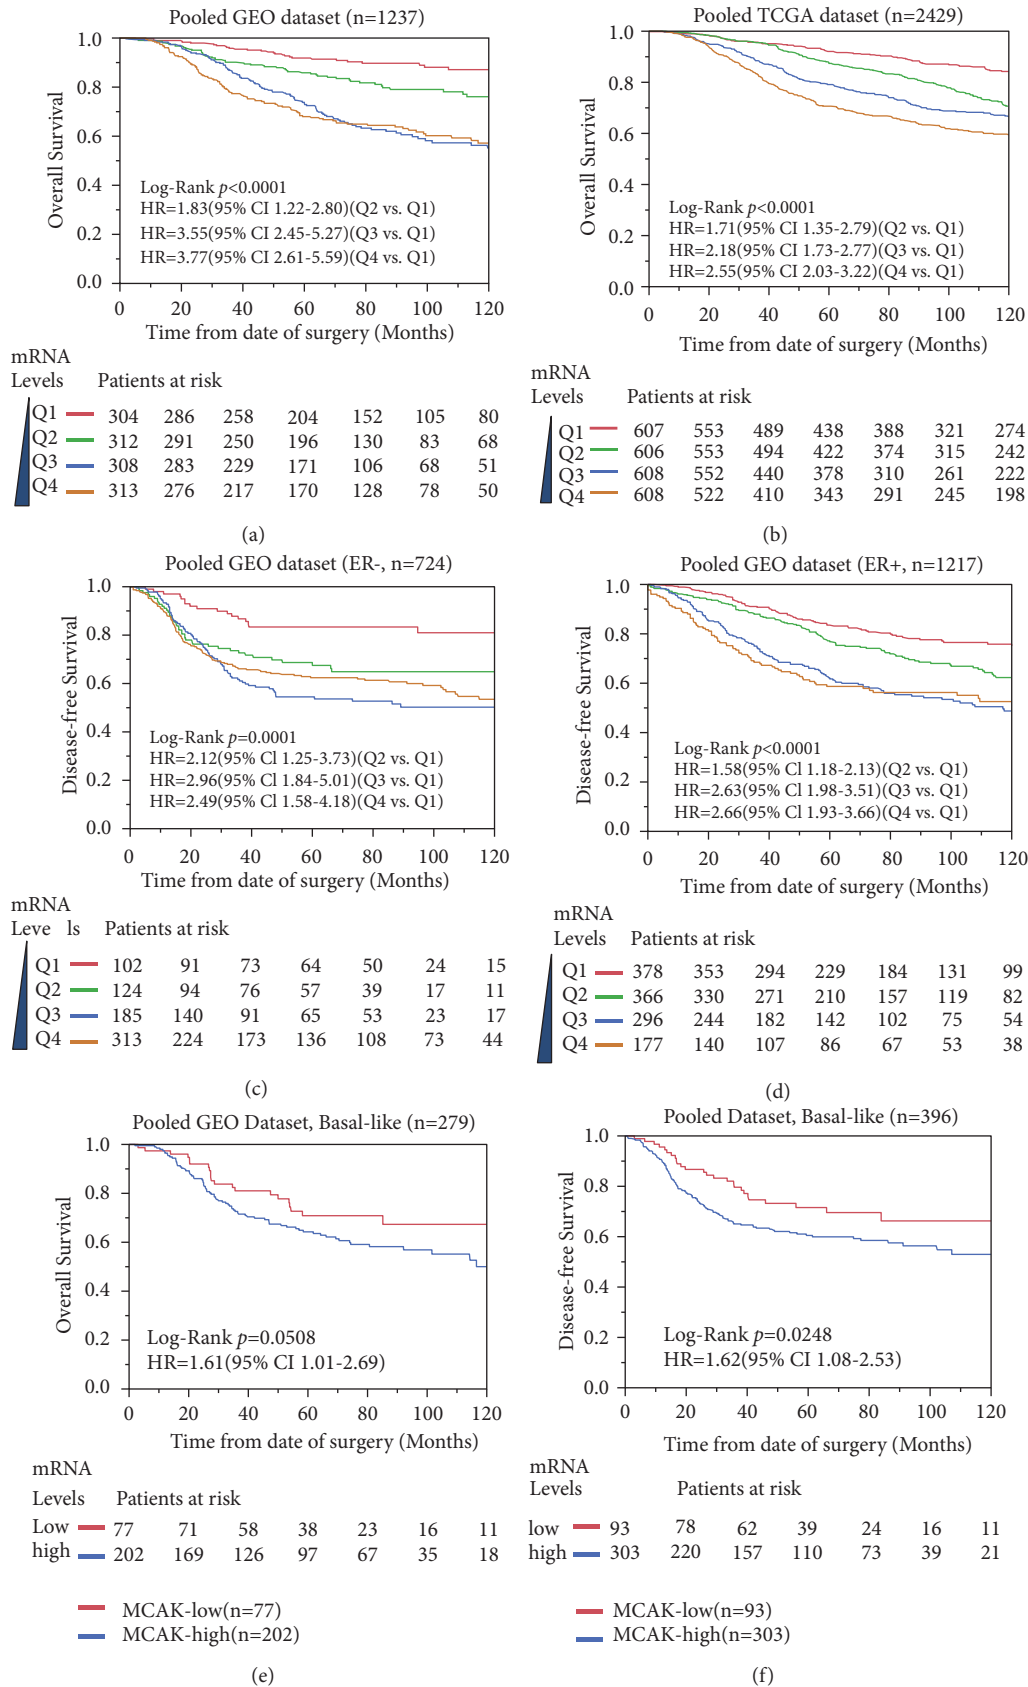 Pooled GEO dataset (n=1237)
1.0
0.8
0.6
0.4
0.2
0.0
Overall Survival
Log-Rank p<0.0001
HR=1.83(95% CI 1.22-2.80)(Q2 vs. Q1)
HR=3.55(95% CI 2.45-5.27)(Q3 vs. Q1)
HR=3.77(95% CI 2.61-5.59)(Q4 vs. Q1)
0 20 40 60 80 100 120
Time from date of surgery (Months)
mRNA
Levels Patients at risk
Q1 304 286 258 204 152 105 80
Q2 312 291 250 196 130 83 68
Q3 308 283 229 171 106 68 51
Q4 313 276 217 170 128 78 50
(a)
Pooled TCGA dataset (n=2429)
1.0
0.8
0.6
0.4
0.2
0.0
Overall Survival
Log-Rank p<0.0001
HR=1.71(95% CI 1.35-2.79)(Q2 vs. Q1)
HR=2.18(95% CI 1.73-2.77)(Q3 vs. Q1)
HR=2.55(95% CI 2.03-3.22)(Q4 vs. Q1)
0 20 40 60 80 100 120
Time from date of surgery (Months)
mRNA
Levels Patients at risk
Q1 607 553 489 438 388 321 274
Q2 606 553 494 422 374 315 242
Q3 608 552 440 378 310 261 222
Q4 608 522 410 343 291 245 198
(b)
Pooled GEO dataset (ER-, n=724)
1.0
0.8
0.6
0.4
0.2
0.0
Disease-free Survival
Log-Rank p=0.0001
HR=2.12(95% Cl 1.25-3.73)(Q2 vs. Q1)
HR=2.96(95% Cl 1.84-5.01)(Q3 vs. Q1)
HR=2.49(95% Cl 1.58-4.18)(Q4 vs. Q1)
0 20 40 60 80 100 120
Time from date of surgery (Months)
mRNA
Leve ls Patients at risk
Q1 102 91 73 64 50 24 15
Q2 124 94 76 57 39 17 11
Q3 185 140 91 65 53 23 17
Q4 313 224 173 136 108 73 44
(c)
Pooled GEO dataset (ER+, n=1217)
1.0
0.8
0.6
0.4
0.2
0.0
Disease-free Survival
Log-Rank p<0.0001
HR=1.58(95% Cl 1.18-2.13)(Q2 vs. Q1)
HR=2.63(95% Cl 1.98-3.51)(Q3 vs. Q1)
HR=2.66(95% Cl 1.93-3.66)(Q4 vs. Q1)
0 20 40 60 80 100 120
Time from date of surgery (Months)
mRNA
Levels Patients at risk
Q1 378 353 294 229 184 131 99
Q2 366 330 271 210 157 119 82
Q3 296 244 182 142 102 75 54
Q4 177 140 107 86 67 53 38
(d)
Pooled GEO Dataset, Basal-like (n=279)
1.0
0.8
0.6
0.4
0.2
0.0
Overall Survival
Log-Rank p=0.0508
HR=1.61(95% CI 1.01-2.69)
0 20 40 60 80 100 120
Time from date of surgery (Months)
mRNA
Levels Patients at risk
Low 77 71 58 38 23 16 11
high 202 169 126 97 67 35 18
MCAK-low(n=77)
MCAK-high(n=202)
(e)
Pooled Dataset, Basal-like (n=396)
1.0
0.8
0.6
0.4
0.2
0.0
Disease-free Survival
Log-Rank p=0.0248
HR=1.62(95% CI 1.08-2.53)
0 20 40 60 80 100 120
Time from date of surgery (Months)
mRNA
Levels Patients at risk
low 93 78 62 39 24 16 11
high 303 220 157 110 73 39 21
MCAK-low(n=93)
MCAK-high(n=303)
(f)